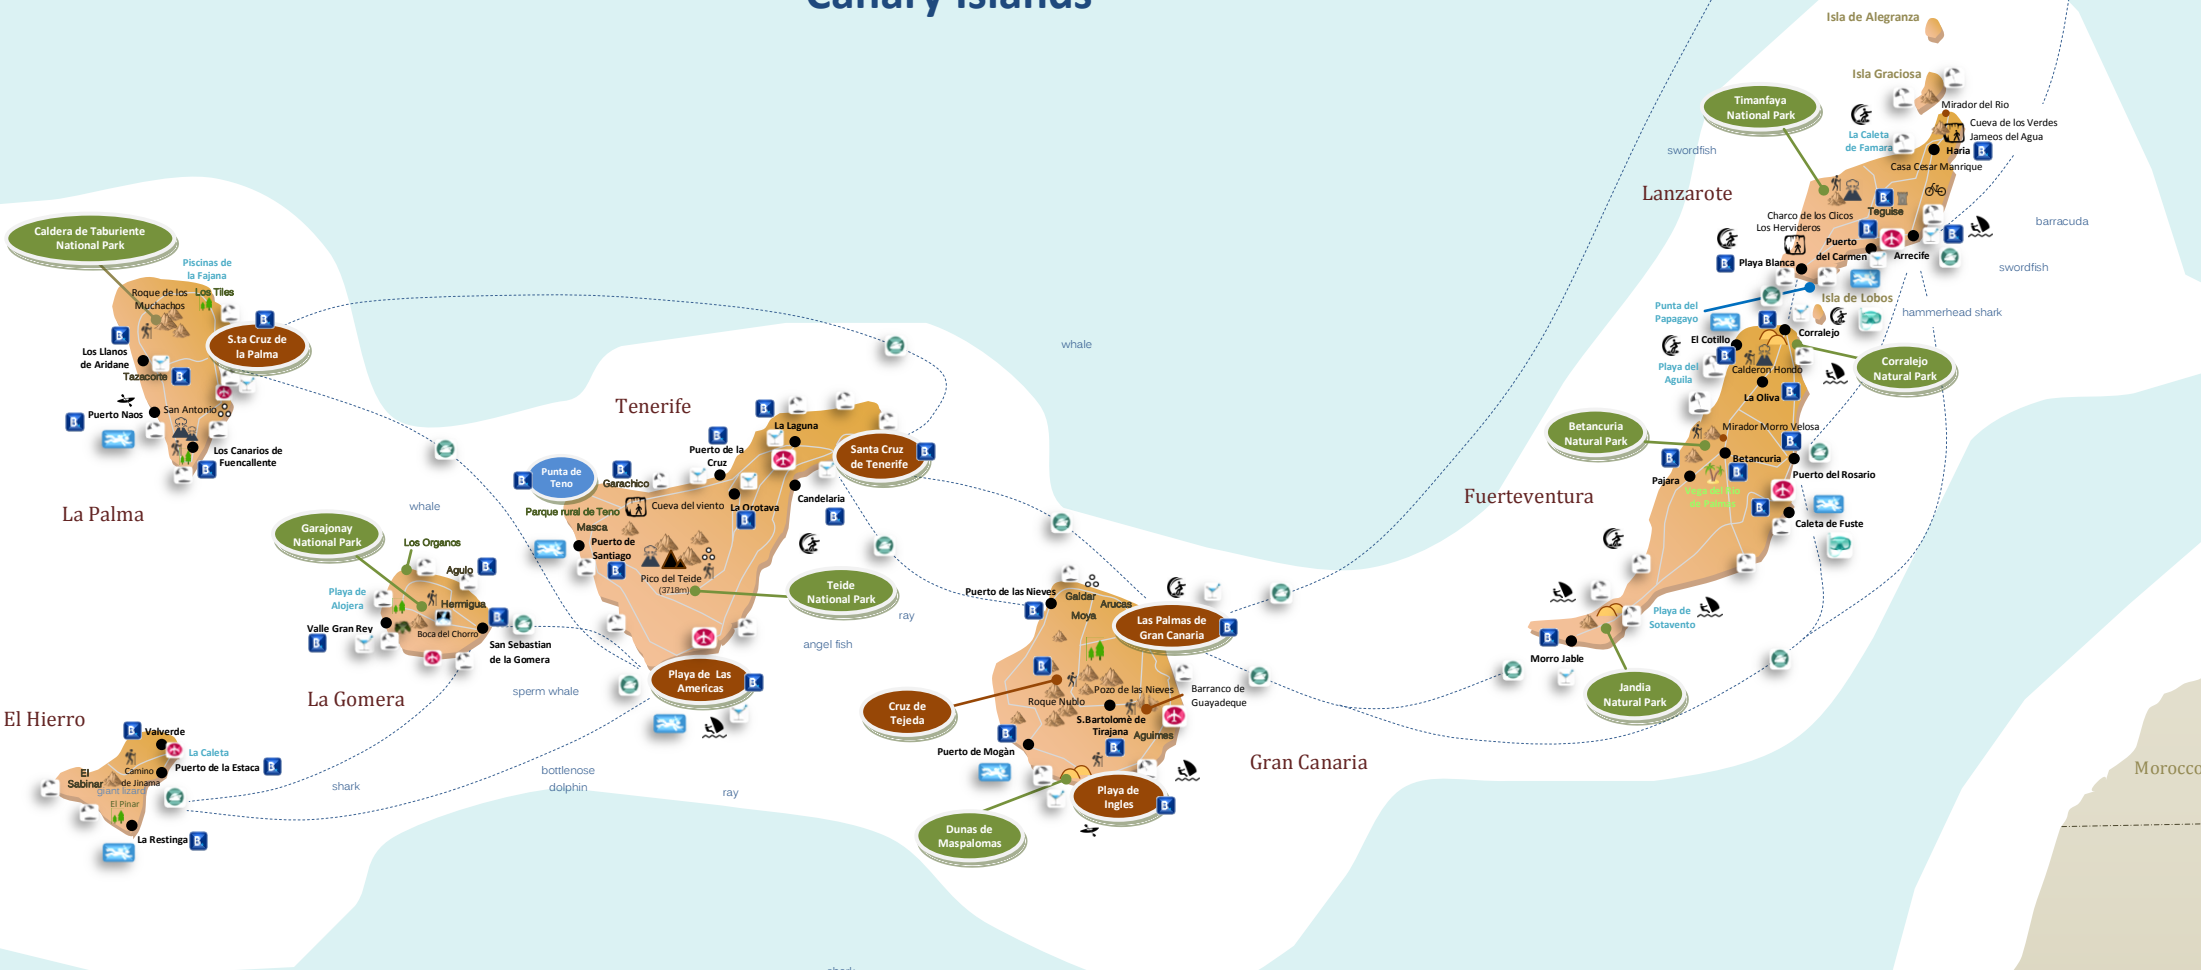 Canary Islands
Isla de Alegranza
Isla Graciosa
Timanfaya
National Park
Mirador del Rio
Cueva de los Verdes
Jameos del Agua
La Caleta
de Famara
Haria
Casa Cesar Manrique
swordfish
Lanzarote
Charco de los Clicos
Los Hervideros
Teguise
Puerto
del Carmen
Arrecife
Playa Blanca
barracuda
swordfish
Isla de Lobos
Punta del
Papagayo
hammerhead shark
Corralejo
El Cotillo
Corralejo
Natural Park
Playa del
Aguila
Calderon Hondo
La Oliva
Betancuria
Natural Park
Mirador Morro Velosa
Betancuria
Pajara
Puerto del Rosario
Vega del Rio
de Palmas
Fuerteventura
Caleta de Fuste
Playa de
Sotavento
Morro Jable
Jandia
Natural Park
Morocco
Caldera de Taburiente
National Park
Piscinas de
la Fajana
Roque de los
Muchachos
Los Tiles
S.ta Cruz de
la Palma
Los Llanos
de Aridane
Tazacorte
San Antonio
Puerto Naos
Los Canarios de
Fuencallente
La Palma
whale
whale
Tenerife
La Laguna
Puerto de la
Cruz
Santa Cruz
de Tenerife
Punta de
Teno
Garachico
Parque rural de Teno
Cueva del viento
La Orotava
Candelaria
Masca
Puerto de
Santiago
Pico del Teide
(3718m)
Teide
National Park
ray
angel fish
Playa de Las
Americas
Garajonay
National Park
Los Organos
Agulo
Playa de
Alojera
Hermigua
Valle Gran Rey
Boca del Chorro
San Sebastian
de la Gomera
La Gomera
sperm whale
El Hierro
Valverde
La Caleta
Puerto de la Estaca
El
Sabinar
Camino
de Jinama
giant lizard
El Pinar
La Restinga
shark
bottlenose
dolphin
ray
Puerto de las Nieves
Galdar
Arucas
Moya
Las Palmas de
Gran Canaria
Cruz de
Tejeda
Pozo de las Nieves
Roque Nublo
Barranco de
Guayadeque
S.Bartolomè de
Tirajana
Aguimes
Puerto de Mogàn
Gran Canaria
Playa de
Ingles
Dunas de
Maspalomas
shark